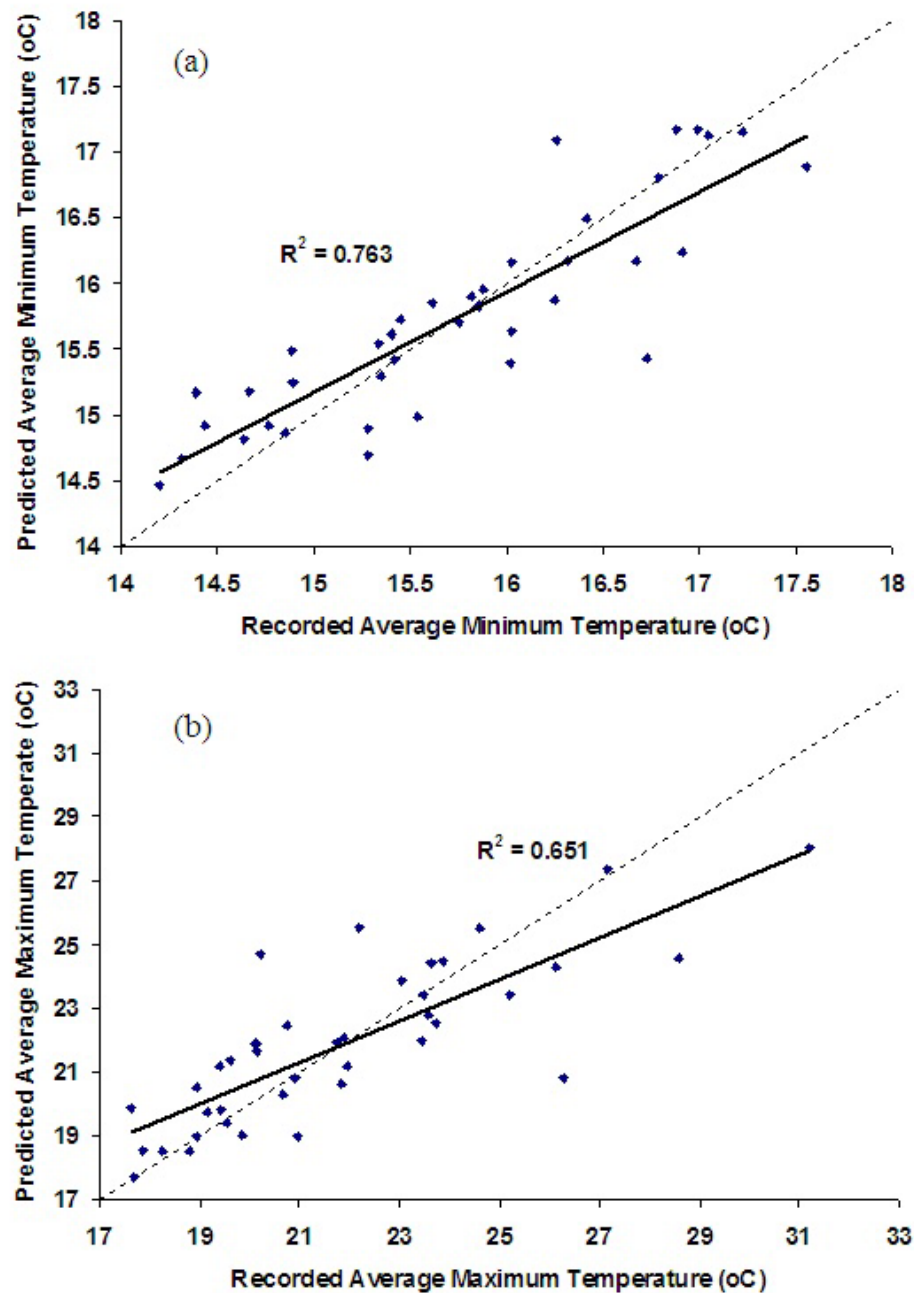 Predicted Average Minimum Temperature (oC)
18
17.5
17
16.5
16
15.5
15
14.5
14
(a)
R² = 0.763
14 14.5 15 15.5 16 16.5 17 17.5 18
Recorded Average Minimum Temperature (oC)
Predicted Average Maximum Temperate (oC)
33
31
29
27
25
23
21
19
17
(b)
R² = 0.651
17 19 21 23 25 27 29 31 33
Recorded Average Maximum Temperature (oC)